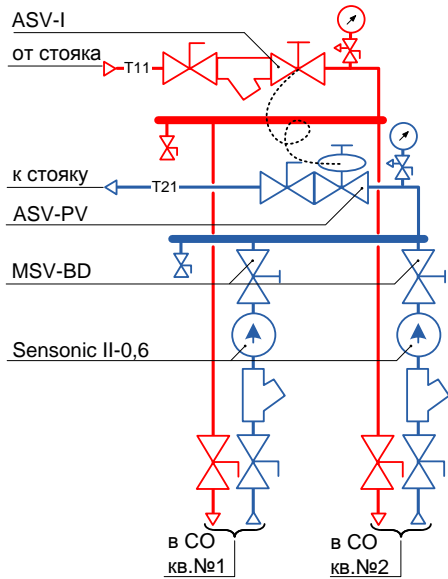 ASV-I
от стояка
T11
к стояку
T21
ASV-PV
MSV-BD
Sensonic II-0,6
в СО
кв.№1
в СО
кв.№2